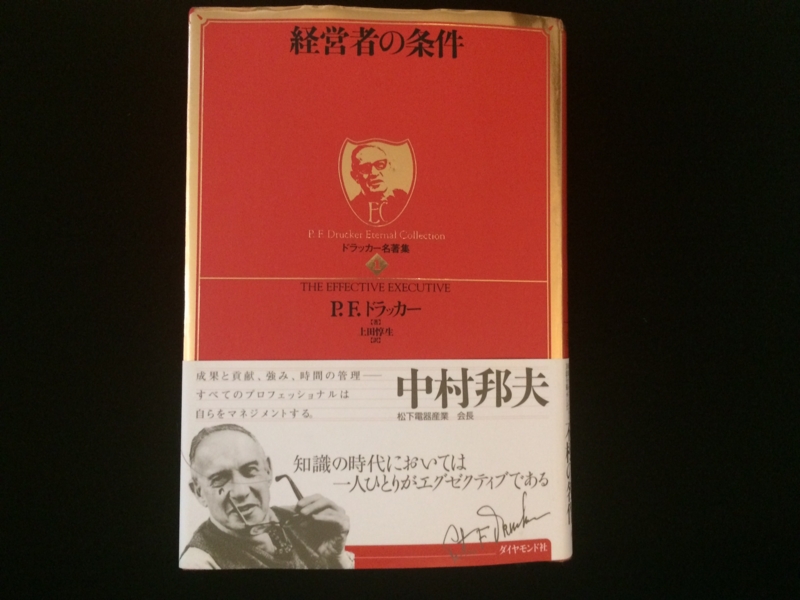 経営者の条件
EC
P. F. Drucker Eternal Collection
ドラッカー名著集
THE EFFECTIVE EXECUTIVE
P. F. ドラッカー
[著]
上田惇生
[訳]
成果と貢献、強み、時間の管理――
すべてのプロフェッショナルは
自らをマネジメントする。
中村邦夫
松下電器産業 会長
知識の時代においては
一人ひとりがエグゼクティブである
ダイヤモンド社